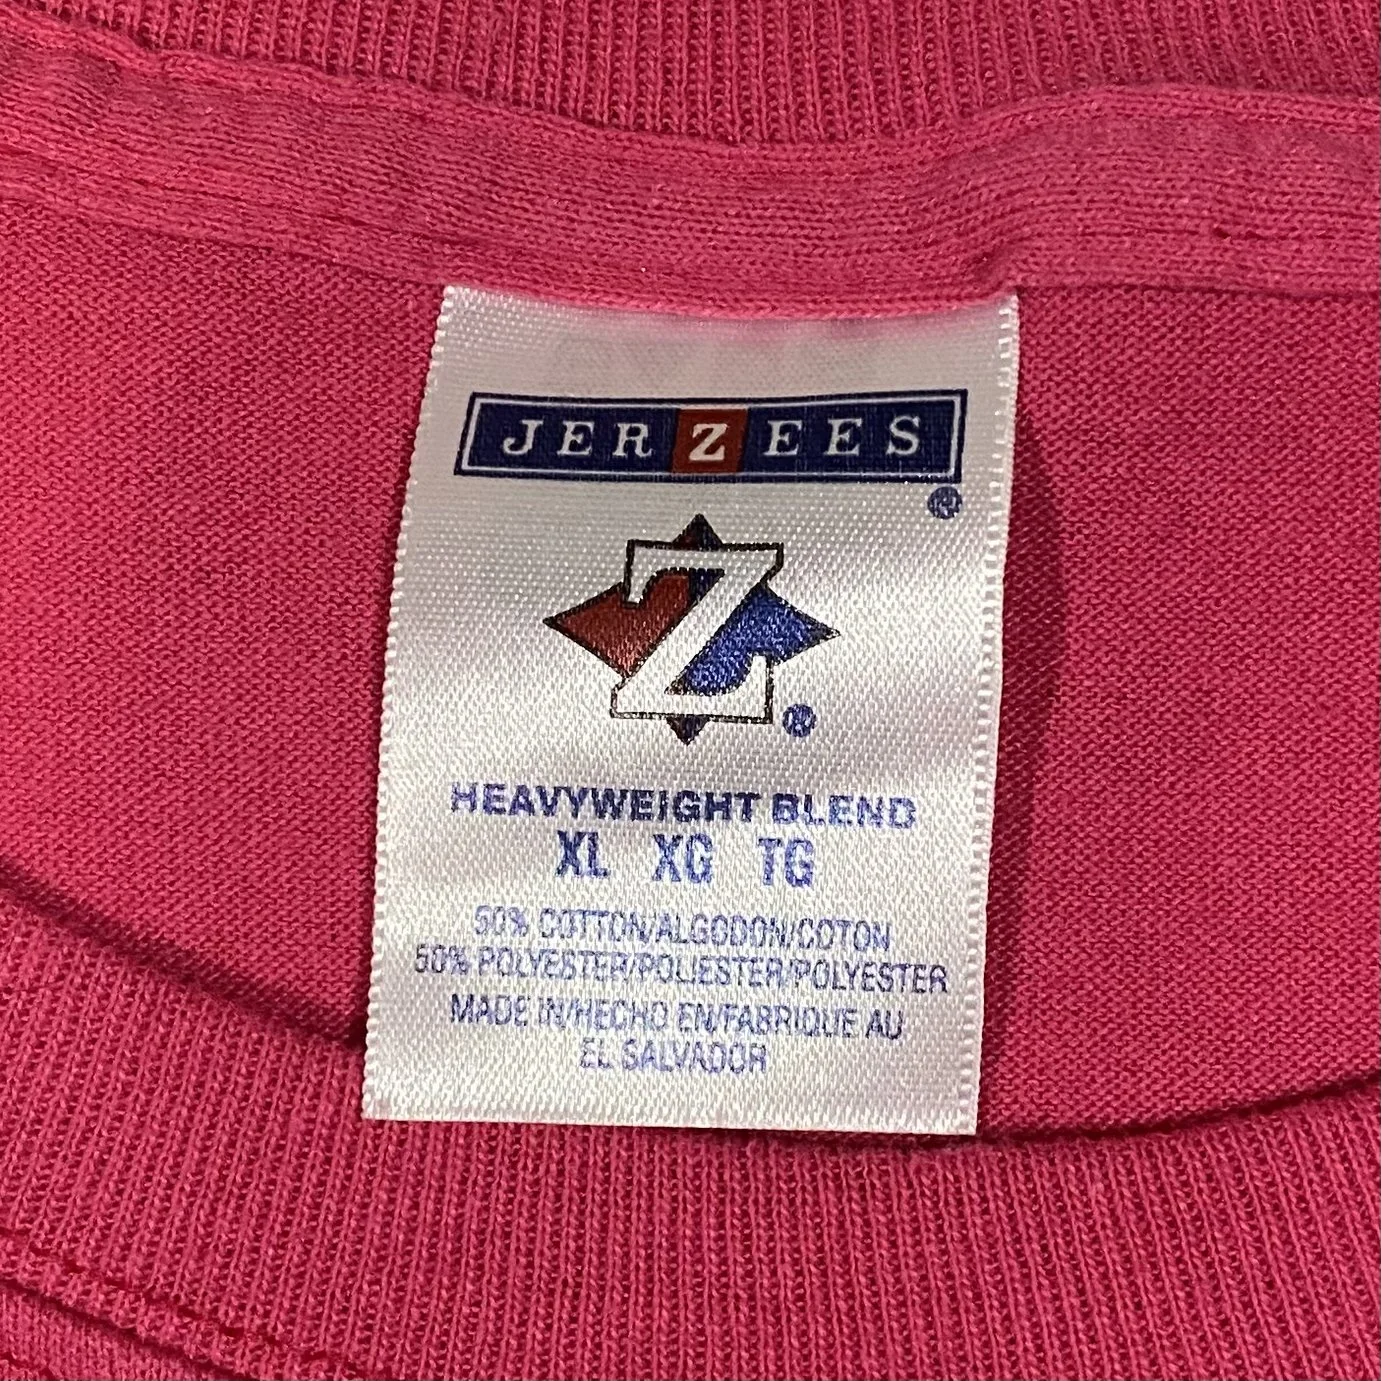 JERZEES
®
Z
®
HEAVYWEIGHT BLEND
XL XG TG
50% COTTON/ALGODON/COTON
50% POLYESTER/POLIESTER/POLYESTER
MADE IN/HECHO EN/FABRIQUE AU
EL SALVADOR